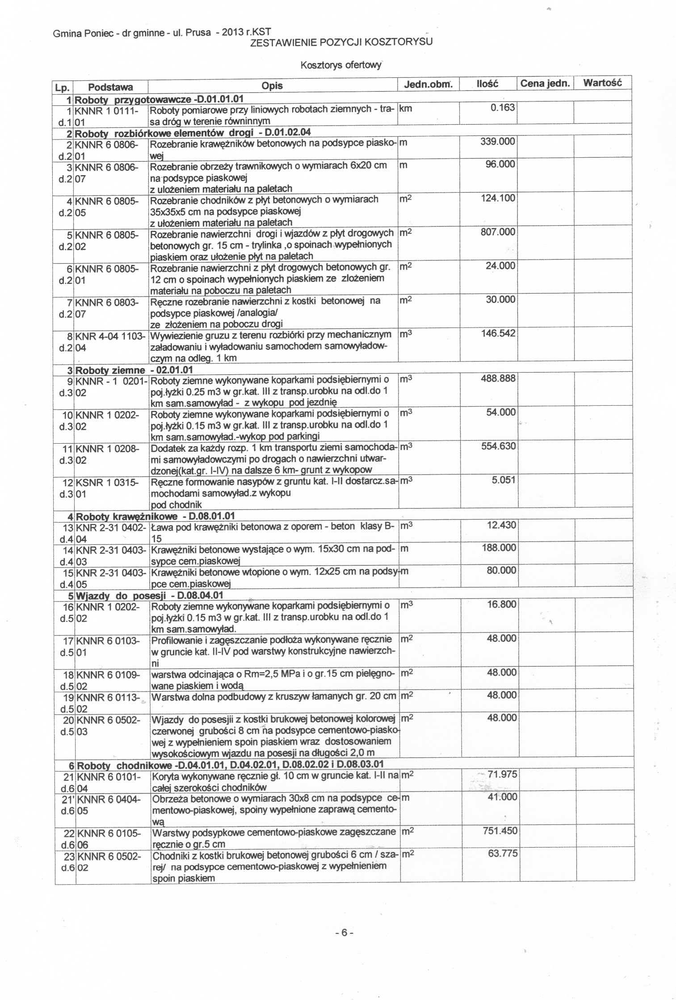 Gmina Poniec - dr gminne - ul. Prusa - 2013 r.KST
ZESTAWIENIE POZYCJI KOSZTORYSU
Kosztorys ofertowy
Lp. Podstawa Opis Jedn.obm. Ilość Cena jedn. Wartość
1 Roboty przygotowawcze -D.01.01.01
1 KNNR 1 0111- Roboty pomiarowe przy liniowych robotach ziemnych - tra- km 0.163
d.1 01 sa dróg w terenie równinnym
2 Roboty rozbiórkowe elementów drogi - D.01.02.04
2 KNNR 6 0806- Rozebranie krawężników betonowych na podsypce piasko- m 339.000
d.2 01 wej
3 KNNR 6 0806- Rozebranie obrzeży trawnikowych o wymiarach 6x20 cm m 96.000
d.2 07 na podsypce piaskowej
z ulożeniem materiału na paletach
4 KNNR 6 0805- Rozebranie chodników z płyt betonowych o wymiarach m2 124.100
d.2 05 35x35x5 cm na podsypce piaskowej
z ułożeniem materiału na paletach
5 KNNR 6 0805- Rozebranie nawierzchni drogi i wjazdów z płyt drogowych m2 807.000
d.2 02 betonowych gr. 15 cm - trylinka ,o spoinach wypełnionych
piaskiem oraz ułożenie płyt na paletach
6 KNNR 6 0805- Rozebranie nawierzchni z płyt drogowych betonowych gr. m2 24.000
d.2 01 12 cm o spoinach wypełnionych piaskiem ze zlożeniem
materiału na poboczu na paletach
7 KNNR 6 0803- Ręczne rozebranie nawierzchni z kostki betonowej na m2 30.000
d.2 07 podsypce piaskowej /analogia/
ze złożeniem na poboczu drogi
8 KNR 4-04 1103- Wywiezienie gruzu z terenu rozbiórki przy mechanicznym m3 146.542
d.2 04 załadowaniu i wyładowaniu samochodem samowyładow-
czym na odleg. 1 km
3 Roboty ziemne - 02.01.01
9 KNNR - 1 0201- Roboty ziemne wykonywane koparkami podsiębiernymi o m3 488.888
d.3 02 poj.łyżki 0.25 m3 w gr.kat. III z transp.urobku na odl.do 1
km sam.samowyład - z wykopu pod jezdnię
10 KNNR 1 0202- Roboty ziemne wykonywane koparkami podsiębiernymi o m3 54.000
d.3 02 poj.łyżki 0.15 m3 w gr.kat. III z transp.urobku na odl.do 1
km sam.samowyład.-wykop pod parkingi
11 KNNR 1 0208- Dodatek za każdy rozp. 1 km transportu ziemi samochoda- m3 554.630
d.3 02 mi samowyładowczymi po drogach o nawierzchni utwar-
dzonej(kat.gr. I-IV) na dalsze 6 km- grunt z wykopow
12 KSNR 1 0315- Ręczne formowanie nasypów z gruntu kat. I-II dostarcz.sa- m3 5.051
d.3 01 mochodami samowyład.z wykopu
pod chodnik
4 Roboty krawężnikowe - D.08.01.01
13 KNR 2-31 0402- Ława pod krawężniki betonowa z oporem - beton klasy B- m3 12.430
d.4 04 15
14 KNR 2-31 0403- Krawężniki betonowe wystające o wym. 15x30 cm na pod- m 188.000
d.4 03 sypce cem.piaskowej
15 KNR 2-31 0403- Krawężniki betonowe wtopione o wym. 12x25 cm na podsy- m 80.000
d.4 05 pce cem.piaskowej
5 Wjazdy do posesji - D.08.04.01
16 KNNR 1 0202- Roboty ziemne wykonywane koparkami podsiębiernymi o m3 16.800
d.5 02 poj.łyżki 0.15 m3 w gr.kat. III z transp.urobku na odl.do 1
km sam.samowyład.
17 KNNR 6 0103- Profilowanie i zagęszczanie podłoża wykonywane ręcznie m2 48.000
d.5 01 w gruncie kat. II-IV pod warstwy konstrukcyjne nawierzch-
ni
18 KNNR 6 0109- warstwa odcinająca o Rm=2,5 MPa i o gr.15 cm pielęgno- m2 48.000
d.5 02 wane piaskiem i wodą
19 KNNR 6 0113- Warstwa dolna podbudowy z kruszyw łamanych gr. 20 cm m2 48.000
d.5 02
20 KNNR 6 0502- Wjazdy do posesjii z kostki brukowej betonowej kolorowej m2 48.000
d.5 03 czerwonej grubości 8 cm na podsypce cementowo-piasko-
wej z wypełnieniem spoin piaskiem wraz dostosowaniem
wysokościowym wjazdu na posesji na długości 2,0 m
6 Roboty chodnikowe -D.04.01.01, D.04.02.01, D.08.02.02 i D.08.03.01
21 KNNR 6 0101- Koryta wykonywane ręcznie gł. 10 cm w gruncie kat. I-II na m2 71.975
d.6 04 całej szerokości chodników
21' KNNR 6 0404- Obrzeża betonowe o wymiarach 30x8 cm na podsypce ce- m 41.000
d.6 05 mentowo-piaskowej, spoiny wypełnione zaprawą cemento-
wą
22 KNNR 6 0105- Warstwy podsypkowe cementowo-piaskowe zagęszczane m2 751.450
d.6 06 ręcznie o gr.5 cm
23 KNNR 6 0502- Chodniki z kostki brukowej betonowej grubości 6 cm / sza- m2 63.775
d.6 02 rej/ na podsypce cementowo-piaskowej z wypełnieniem
spoin piaskiem
- 6 -